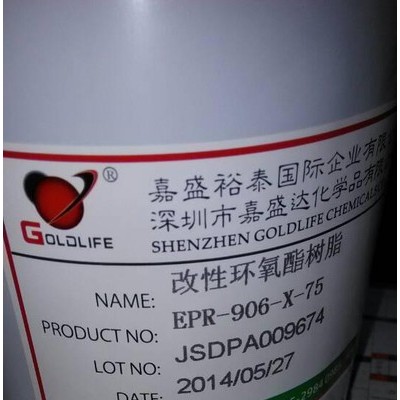 嘉盛裕泰国际企业有限
深圳市嘉盛达化学品有限
SHENZHEN GOLDLIFE CHEMICALS
®
GOLDLIFE
改性环氧酯树脂
NAME:
EPR-906-X-75
PRODUCT NO:
JSDPA009674
LOT NO:
2014/05/27
DATE: